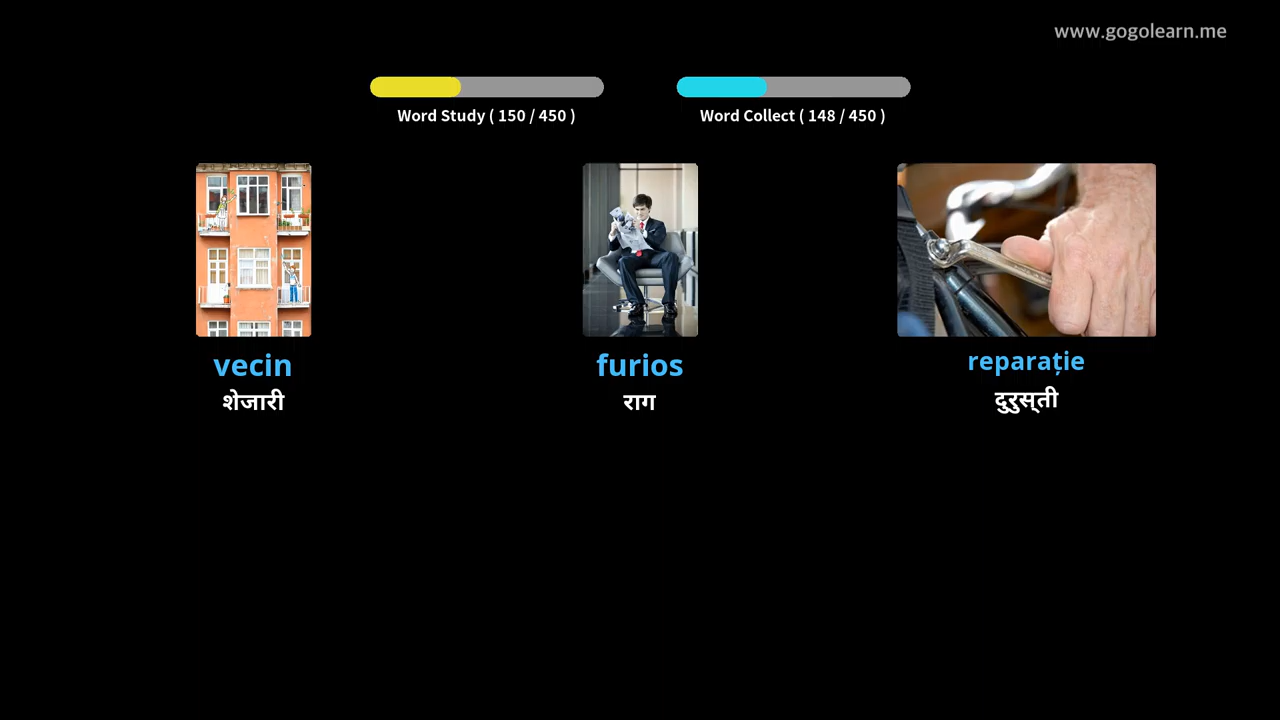 www.gogolearn.me
Word Study ( 150 / 450 )
Word Collect ( 148 / 450 )
vecin
furios
reparație
शेजारी
राग
दुरुस्ती